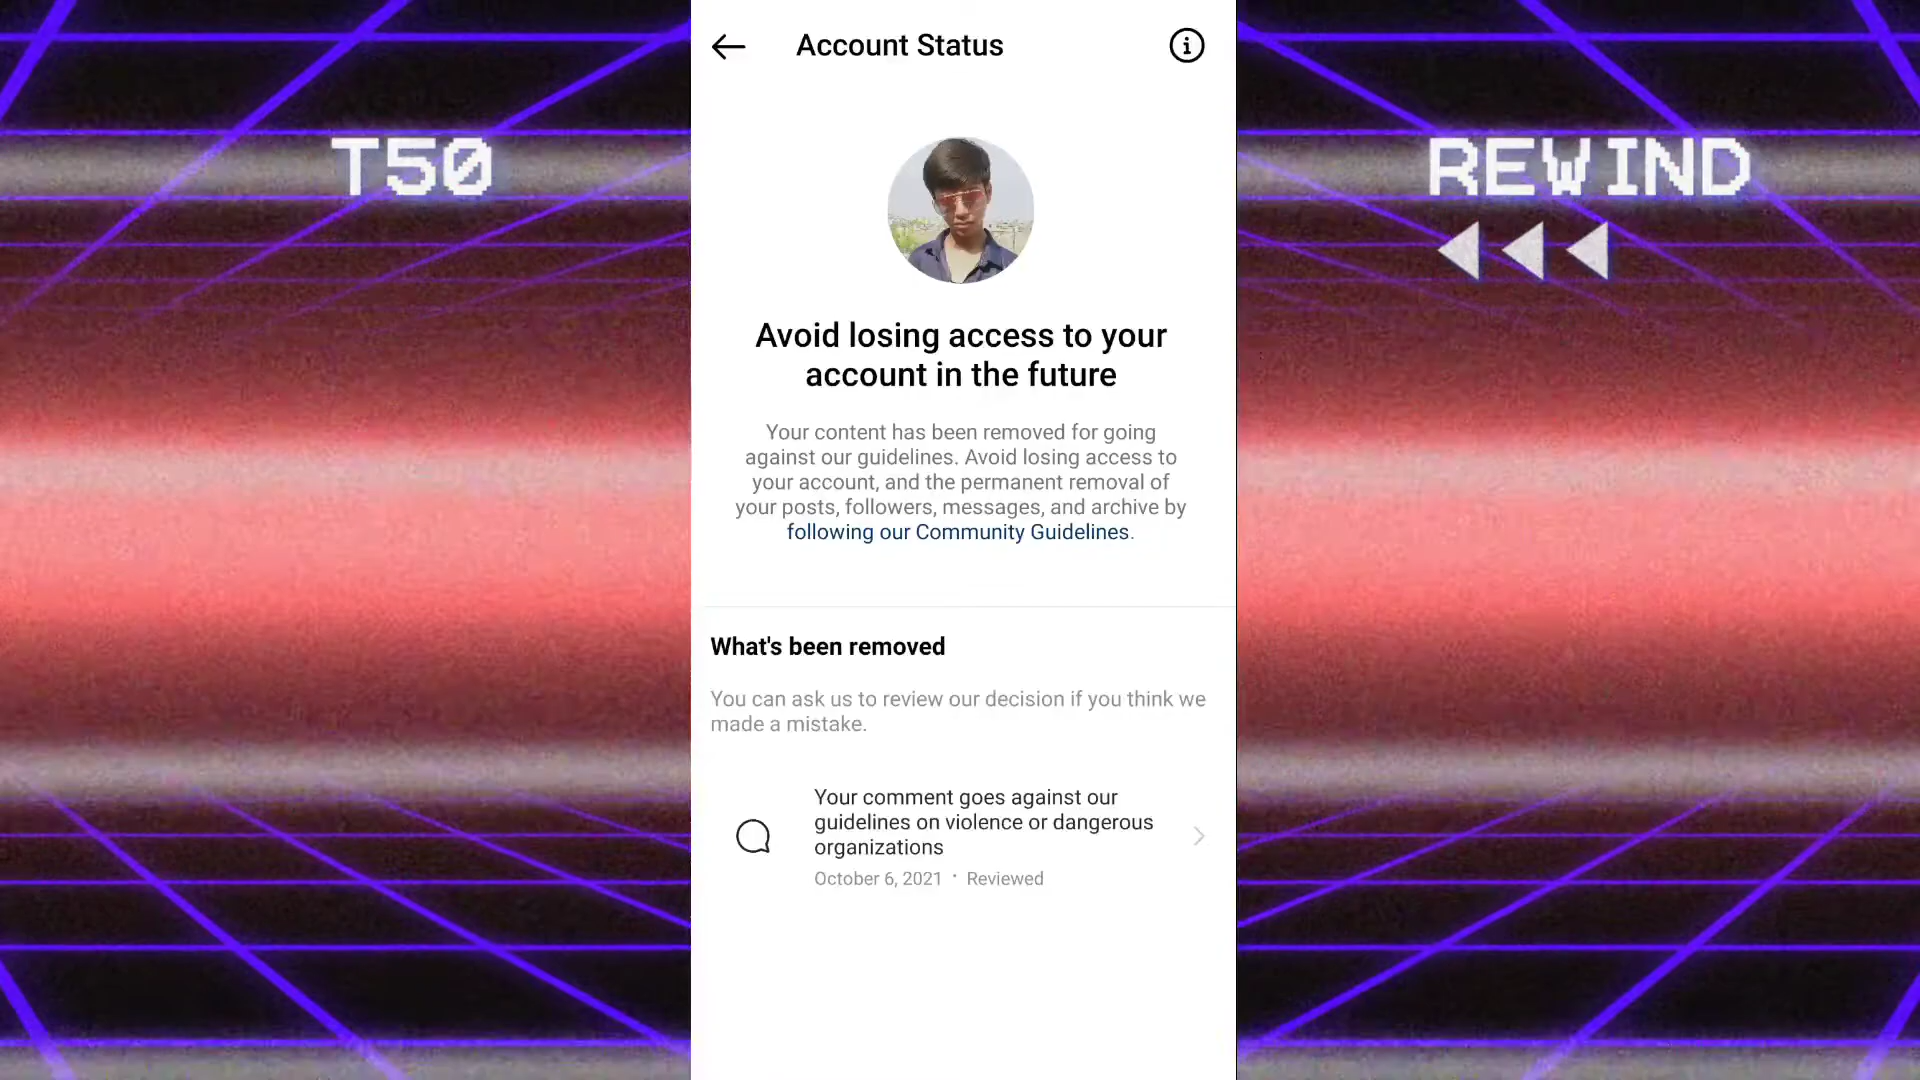 Account Status
T50
REWIND
Avoid losing access to your
account in the future
Your content has been removed for going
against our guidelines. Avoid losing access to
your account, and the permanent removal of
your posts, followers, messages, and archive by
following our Community Guidelines.
What's been removed
You can ask us to review our decision if you think we
made a mistake.
Your comment goes against our
guidelines on violence or dangerous
organizations
October 6, 2021 · Reviewed